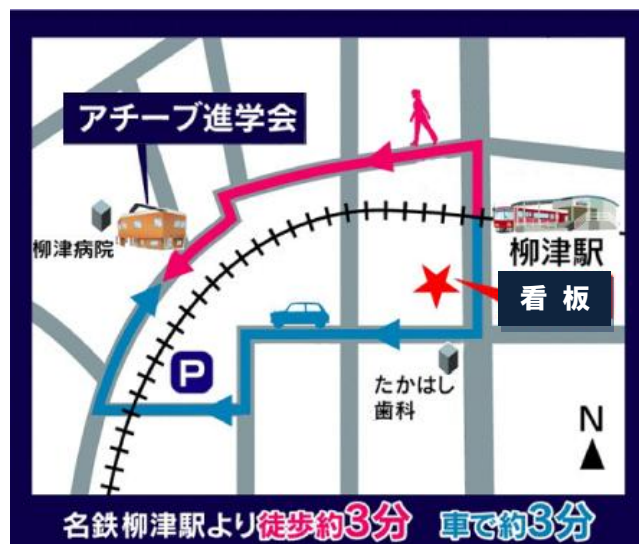 アチーブ進学会
柳津病院
柳津駅
看 板
P
たかはし
歯科
N
名鉄柳津駅より徒歩約3分 車で約3分